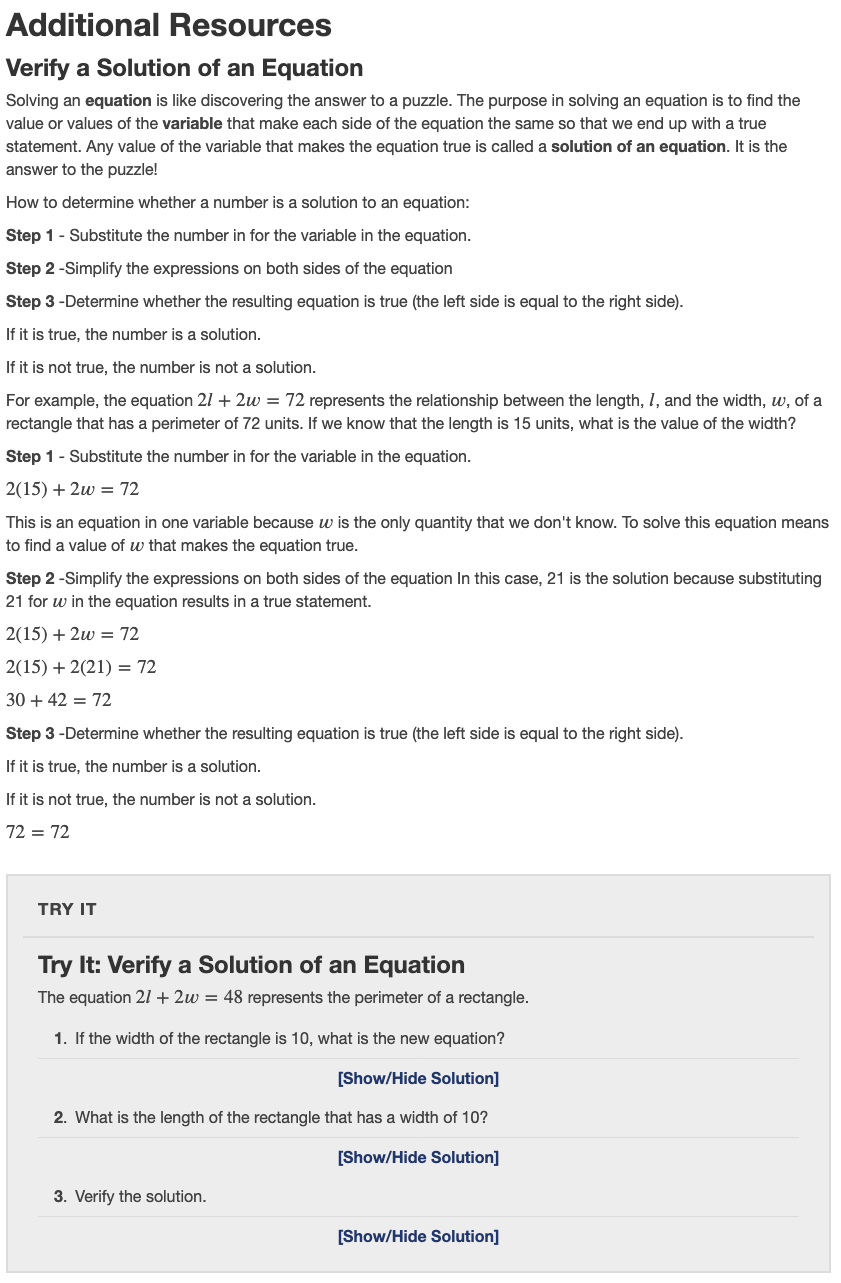 Additional Resources
Verify a Solution of an Equation
Solving an equation is like discovering the answer to a puzzle. The purpose in solving an equation is to find the
value or values of the variable that make each side of the equation the same so that we end up with a true
statement. Any value of the variable that makes the equation true is called a solution of an equation. It is the
answer to the puzzle!
How to determine whether a number is a solution to an equation:
Step 1 - Substitute the number in for the variable in the equation.
Step 2 -Simplify the expressions on both sides of the equation
Step 3 -Determine whether the resulting equation is true (the left side is equal to the right side).
If it is true, the number is a solution.
If it is not true, the number is not a solution.
For example, the equation 2l + 2w = 72 represents the relationship between the length, l, and the width, w, of a
rectangle that has a perimeter of 72 units. If we know that the length is 15 units, what is the value of the width?
Step 1 - Substitute the number in for the variable in the equation.
2(15) + 2w = 72
This is an equation in one variable because w is the only quantity that we don't know. To solve this equation means
to find a value of w that makes the equation true.
Step 2 -Simplify the expressions on both sides of the equation In this case, 21 is the solution because substituting
21 for w in the equation results in a true statement.
2(15) + 2w = 72
2(15) + 2(21) = 72
30 + 42 = 72
Step 3 -Determine whether the resulting equation is true (the left side is equal to the right side).
If it is true, the number is a solution.
If it is not true, the number is not a solution.
72 = 72
TRY IT
Try It: Verify a Solution of an Equation
The equation 2l + 2w = 48 represents the perimeter of a rectangle.
1. If the width of the rectangle is 10, what is the new equation?
[Show/Hide Solution]
2. What is the length of the rectangle that has a width of 10?
[Show/Hide Solution]
3. Verify the solution.
[Show/Hide Solution]